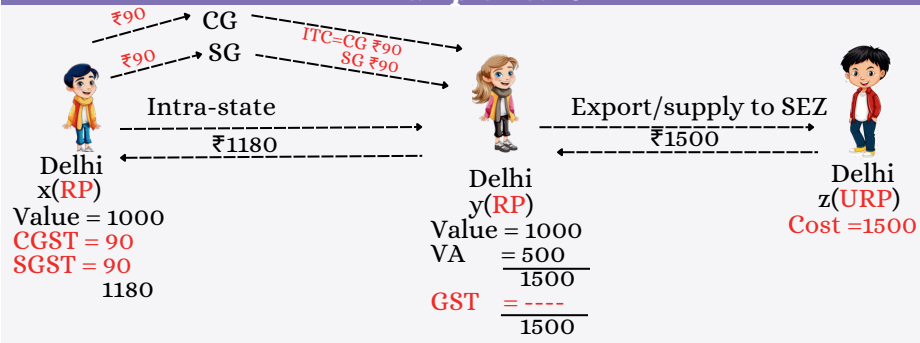 ₹90
CG
₹90
SG
ITC=CG ₹90
SG ₹90
Intra-state
₹1180
Export/supply to SEZ
₹1500
Delhi
x(RP)
Value = 1000
CGST = 90
SGST = 90
1180
Delhi
y(RP)
Value = 1000
VA = 500
1500
GST = ----
1500
Delhi
z(URP)
Cost =1500